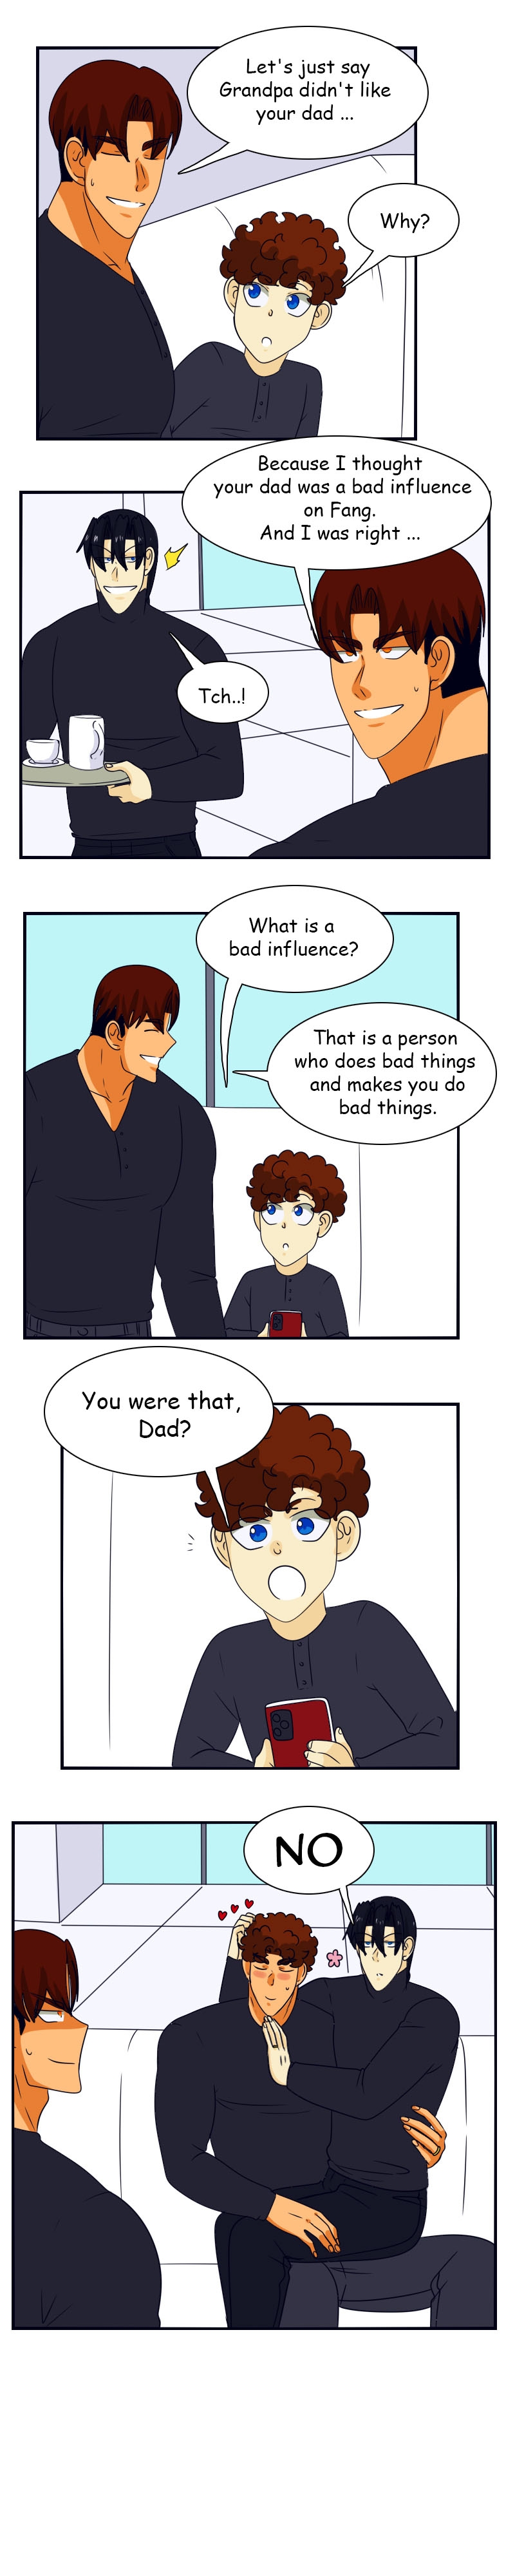 Let's just say
Grandpa didn't like
your dad ...
Why?
Because I thought
your dad was a bad influence
on Fang.
And I was right ...
Tch..!
What is a
bad influence?
That is a person
who does bad things
and makes you do
bad things.
You were that,
Dad?
NO